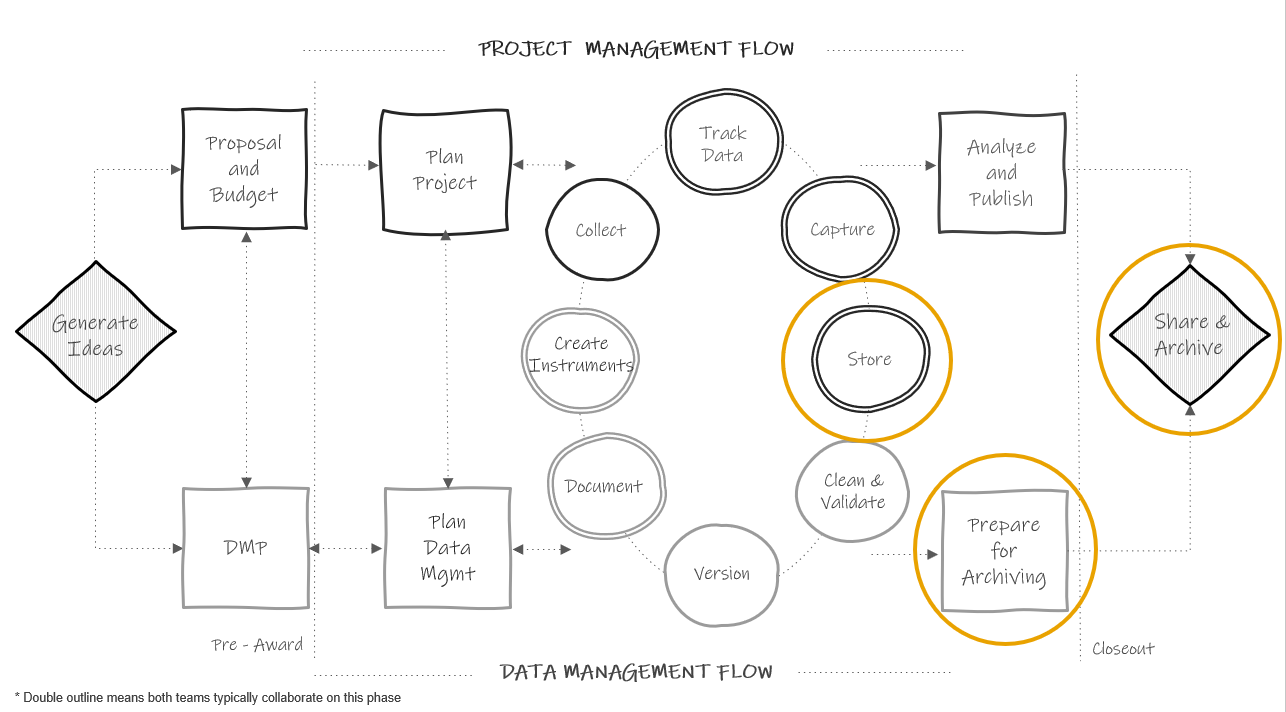 PROJECT MANAGEMENT FLOW
Proposal
and
Budget
Plan
Project
Track
Data
Analyze
and
Publish
Collect
Capture
Generate
Ideas
Create
Instruments
Store
Share &
Archive
Document
Clean &
Validate
DMP
Plan
Data
Mgmt
Version
Prepare
for
Archiving
Pre - Award
Closeout
DATA MANAGEMENT FLOW
* Double outline means both teams typically collaborate on this phase